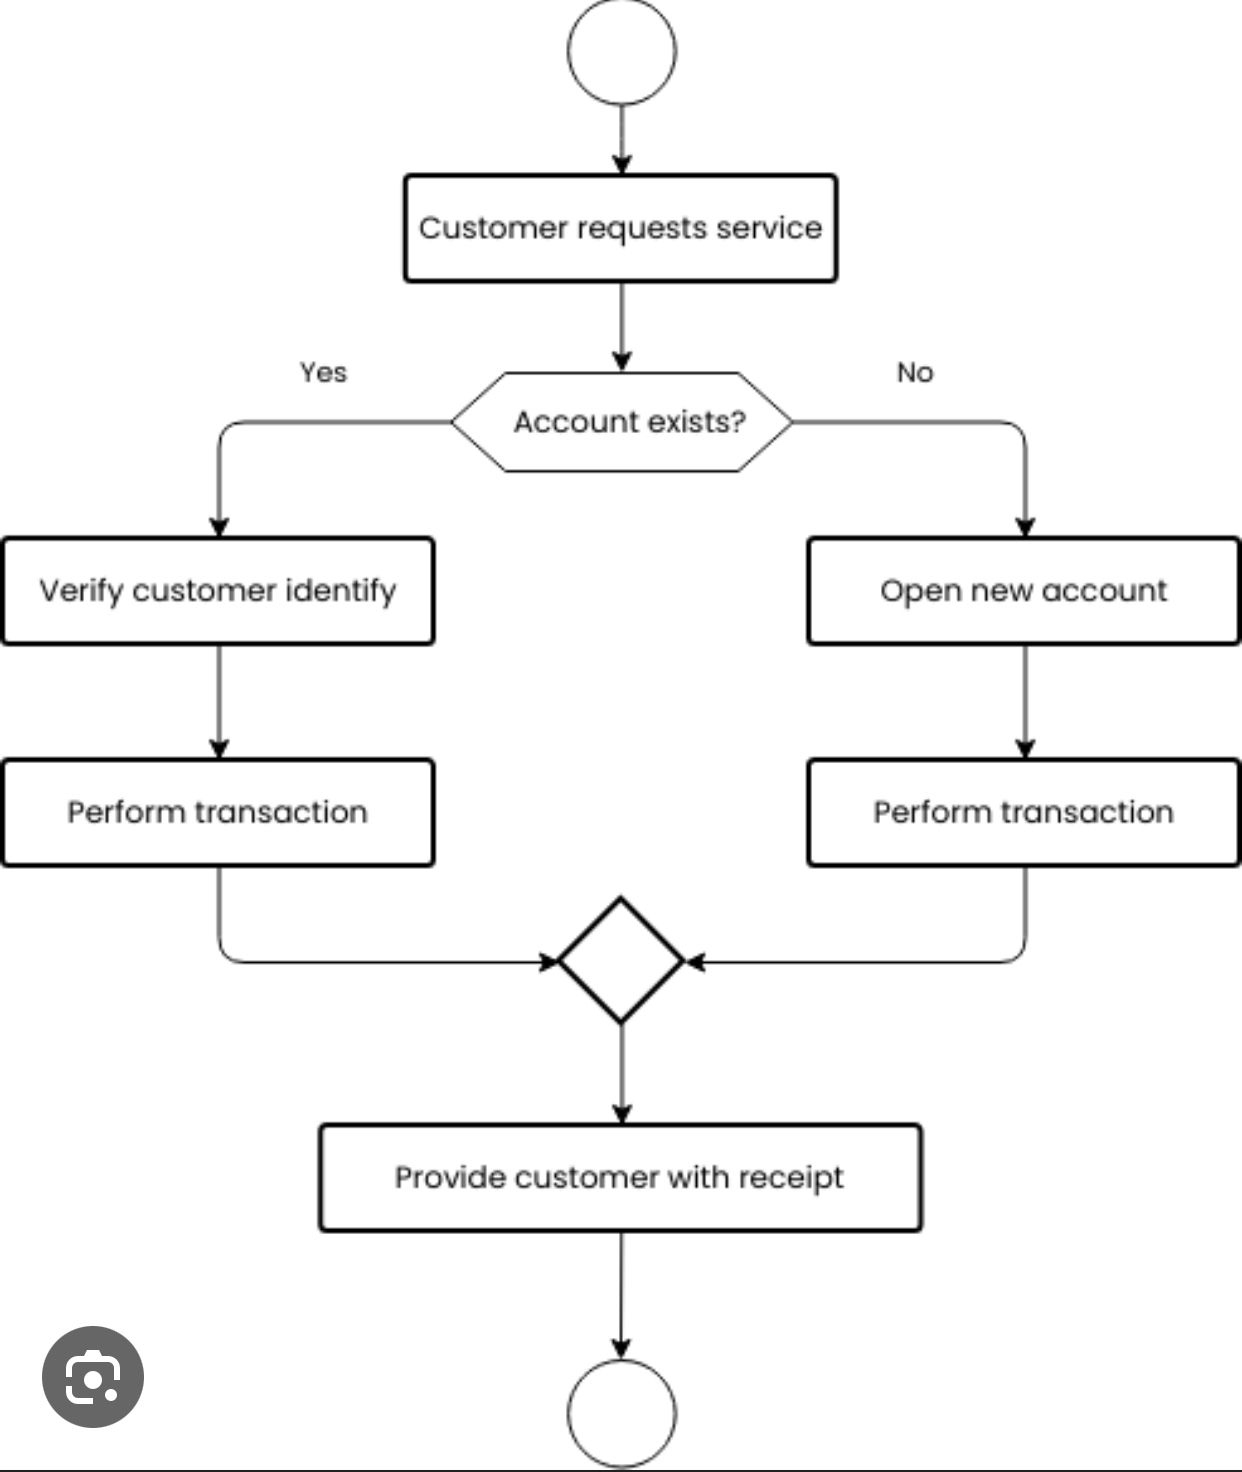 Customer requests service
Yes
No
Account exists?
Verify customer identify
Open new account
Perform transaction
Perform transaction
Provide customer with receipt